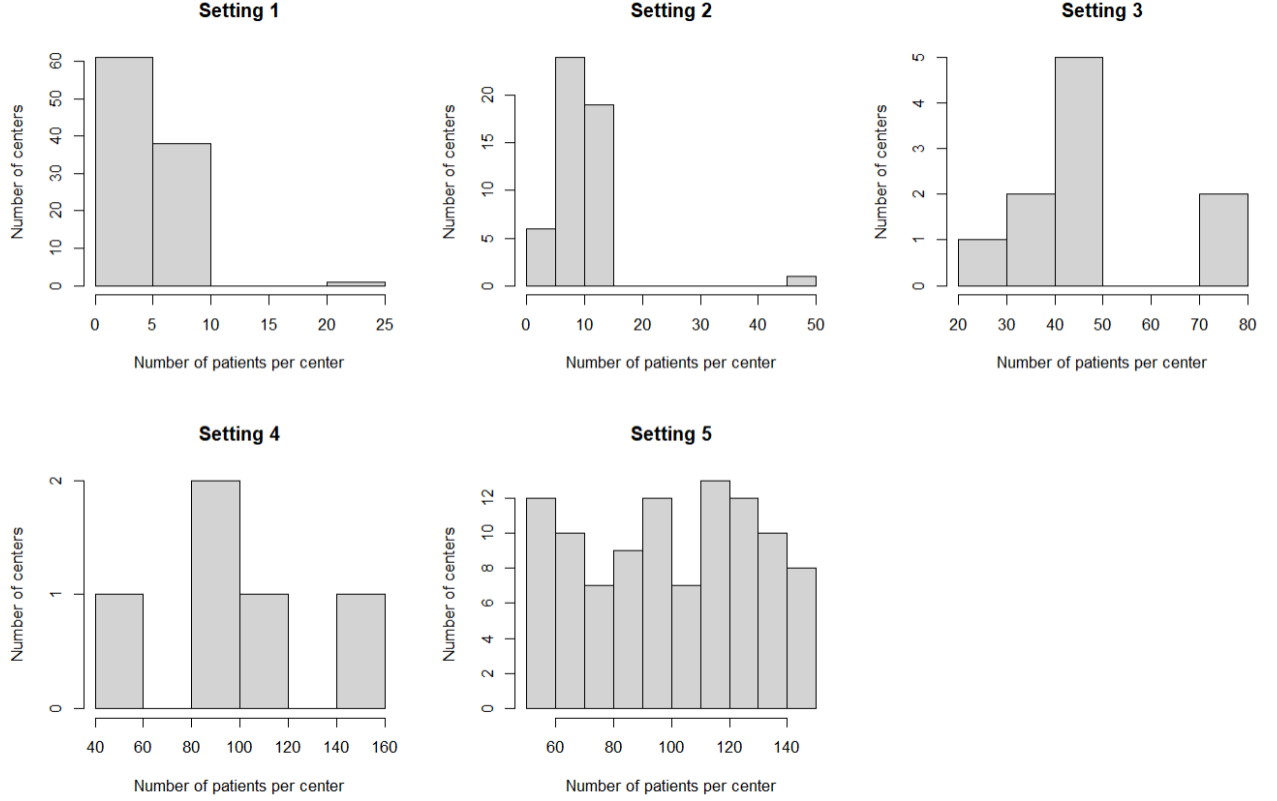 Setting 1
Number of centers
0 10 20 30 40 50 60
0 5 10 15 20 25
Number of patients per center
Setting 2
Number of centers
0 5 10 15 20
0 10 20 30 40 50
Number of patients per center
Setting 3
Number of centers
0 1 2 3 4 5
20 30 40 50 60 70 80
Number of patients per center
Setting 4
Number of centers
0 1 2
40 60 80 100 120 140 160
Number of patients per center
Setting 5
Number of centers
0 2 4 6 8 10 12
60 80 100 120 140
Number of patients per center